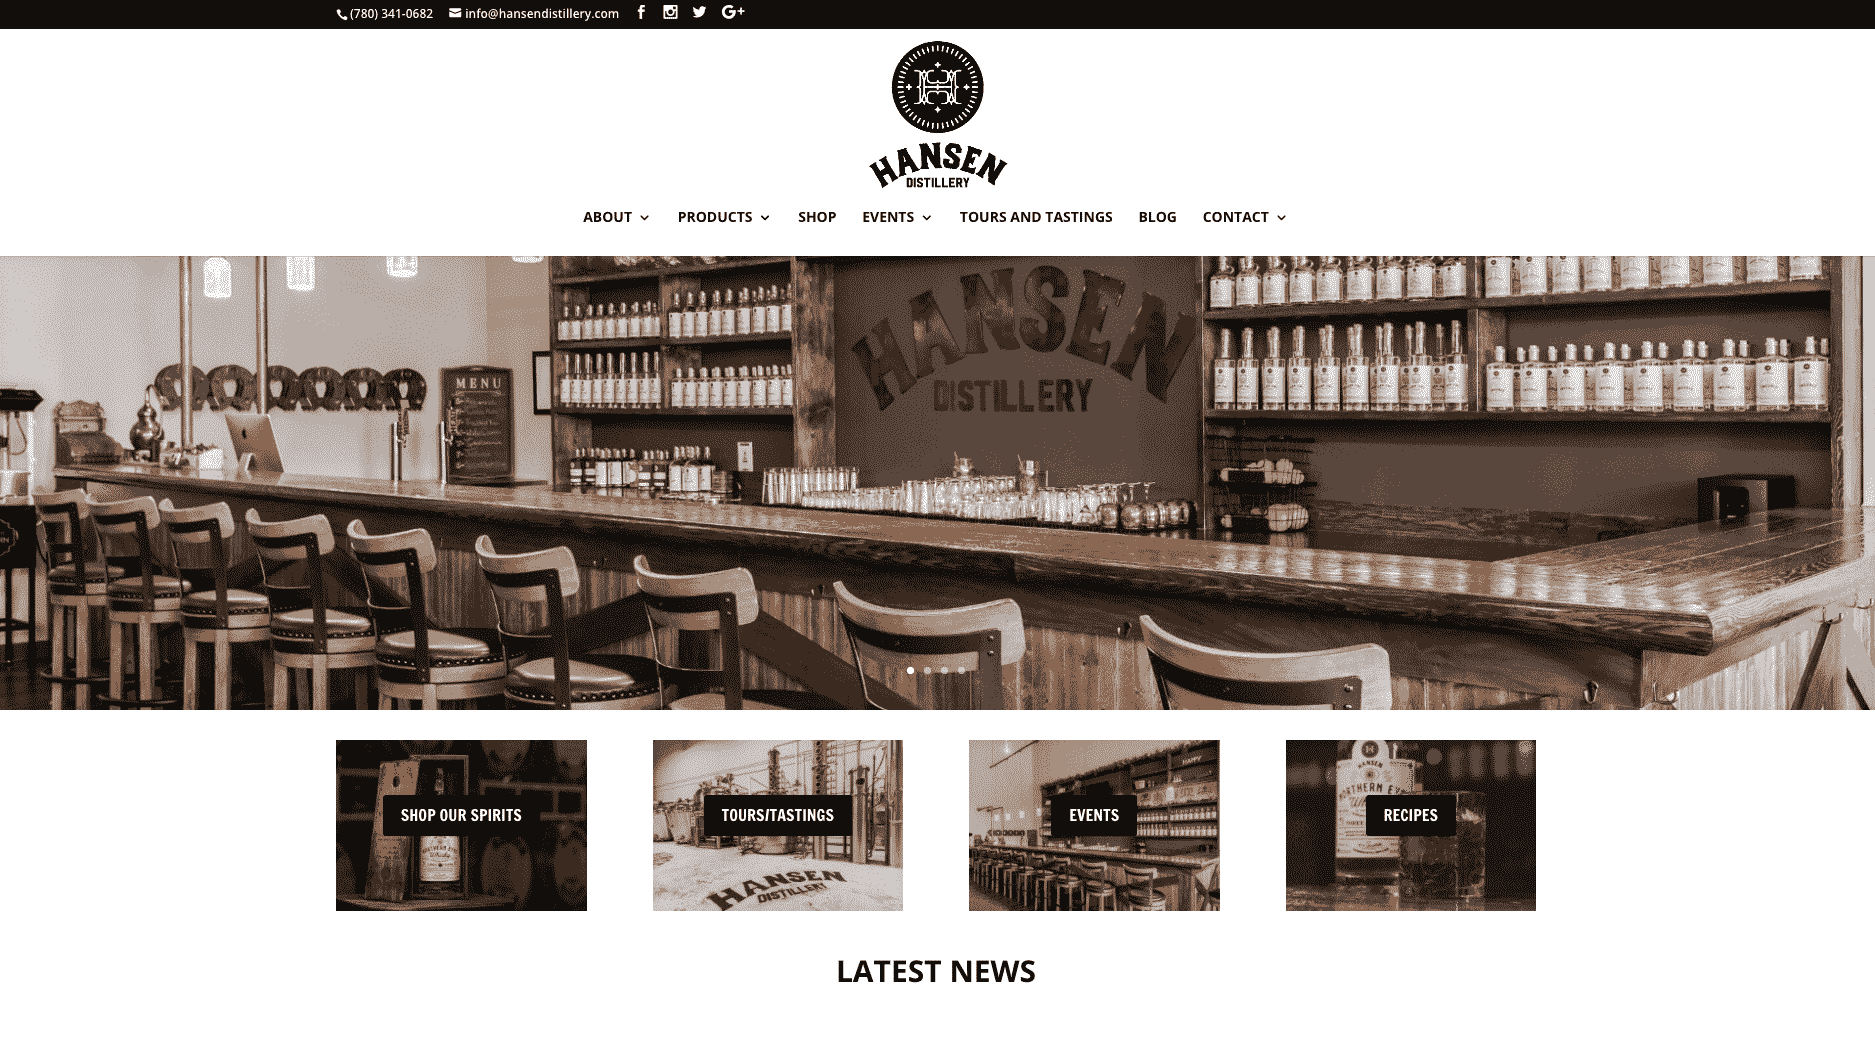 (780) 341-0682 info@hansendistillery.com
HANSEN
DISTILLERY
ABOUT PRODUCTS SHOP EVENTS TOURS AND TASTINGS BLOG CONTACT
HANSEN
DISTILLERY
MENU
SHOP OUR SPIRITS TOURS/TASTINGS EVENTS RECIPES
HANSEN
DISTILLERY
HANSEN
LATEST NEWS